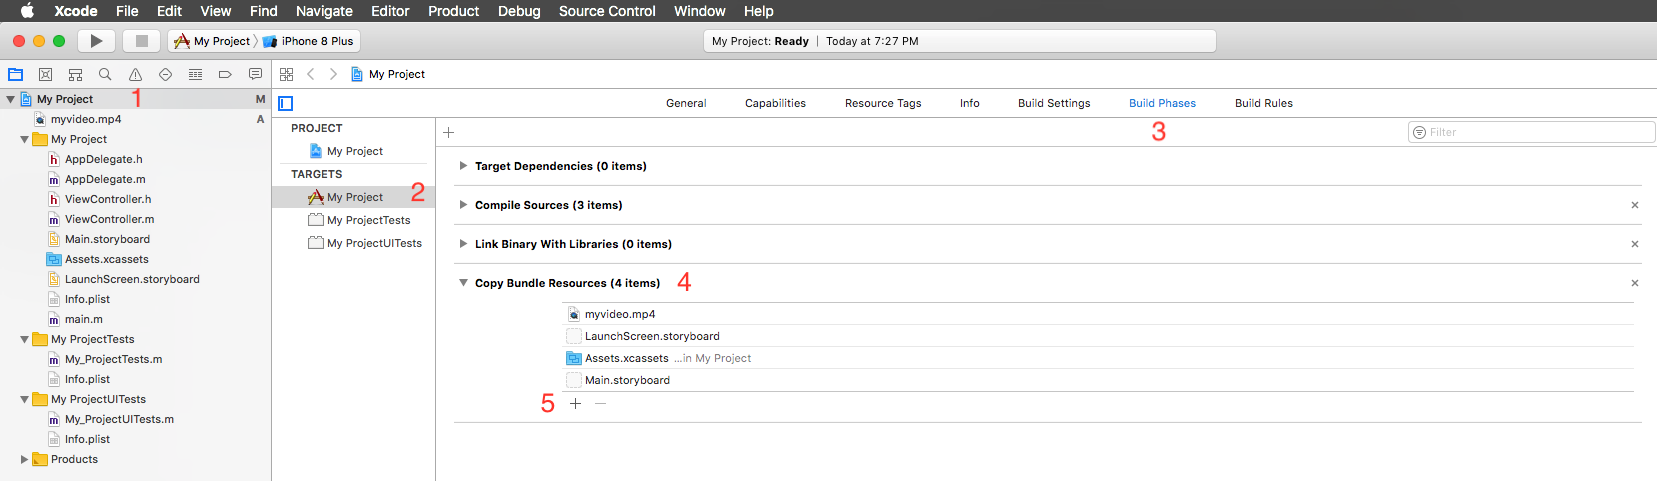 Xcode File Edit View Find Navigate Editor Product Debug Source Control Window Help
My Project iPhone 8 Plus
My Project: Ready | Today at 7:27 PM
My Project
My Project 1 M
myvideo.mp4 A
My Project
AppDelegate.h
AppDelegate.m
ViewController.h
ViewController.m
Main.storyboard
Assets.xcassets
LaunchScreen.storyboard
Info.plist
main.m
My ProjectTests
My_ProjectTests.m
Info.plist
My ProjectUITests
My_ProjectUITests.m
Info.plist
Products
General Capabilities Resource Tags Info Build Settings Build Phases Build Rules
3
PROJECT
My Project
TARGETS
My Project 2
My ProjectTests
My ProjectUITests
Filter
Target Dependencies (0 items)
Compile Sources (3 items)
Link Binary With Libraries (0 items)
Copy Bundle Resources (4 items) 4
myvideo.mp4
LaunchScreen.storyboard
Assets.xcassets ...in My Project
Main.storyboard
5